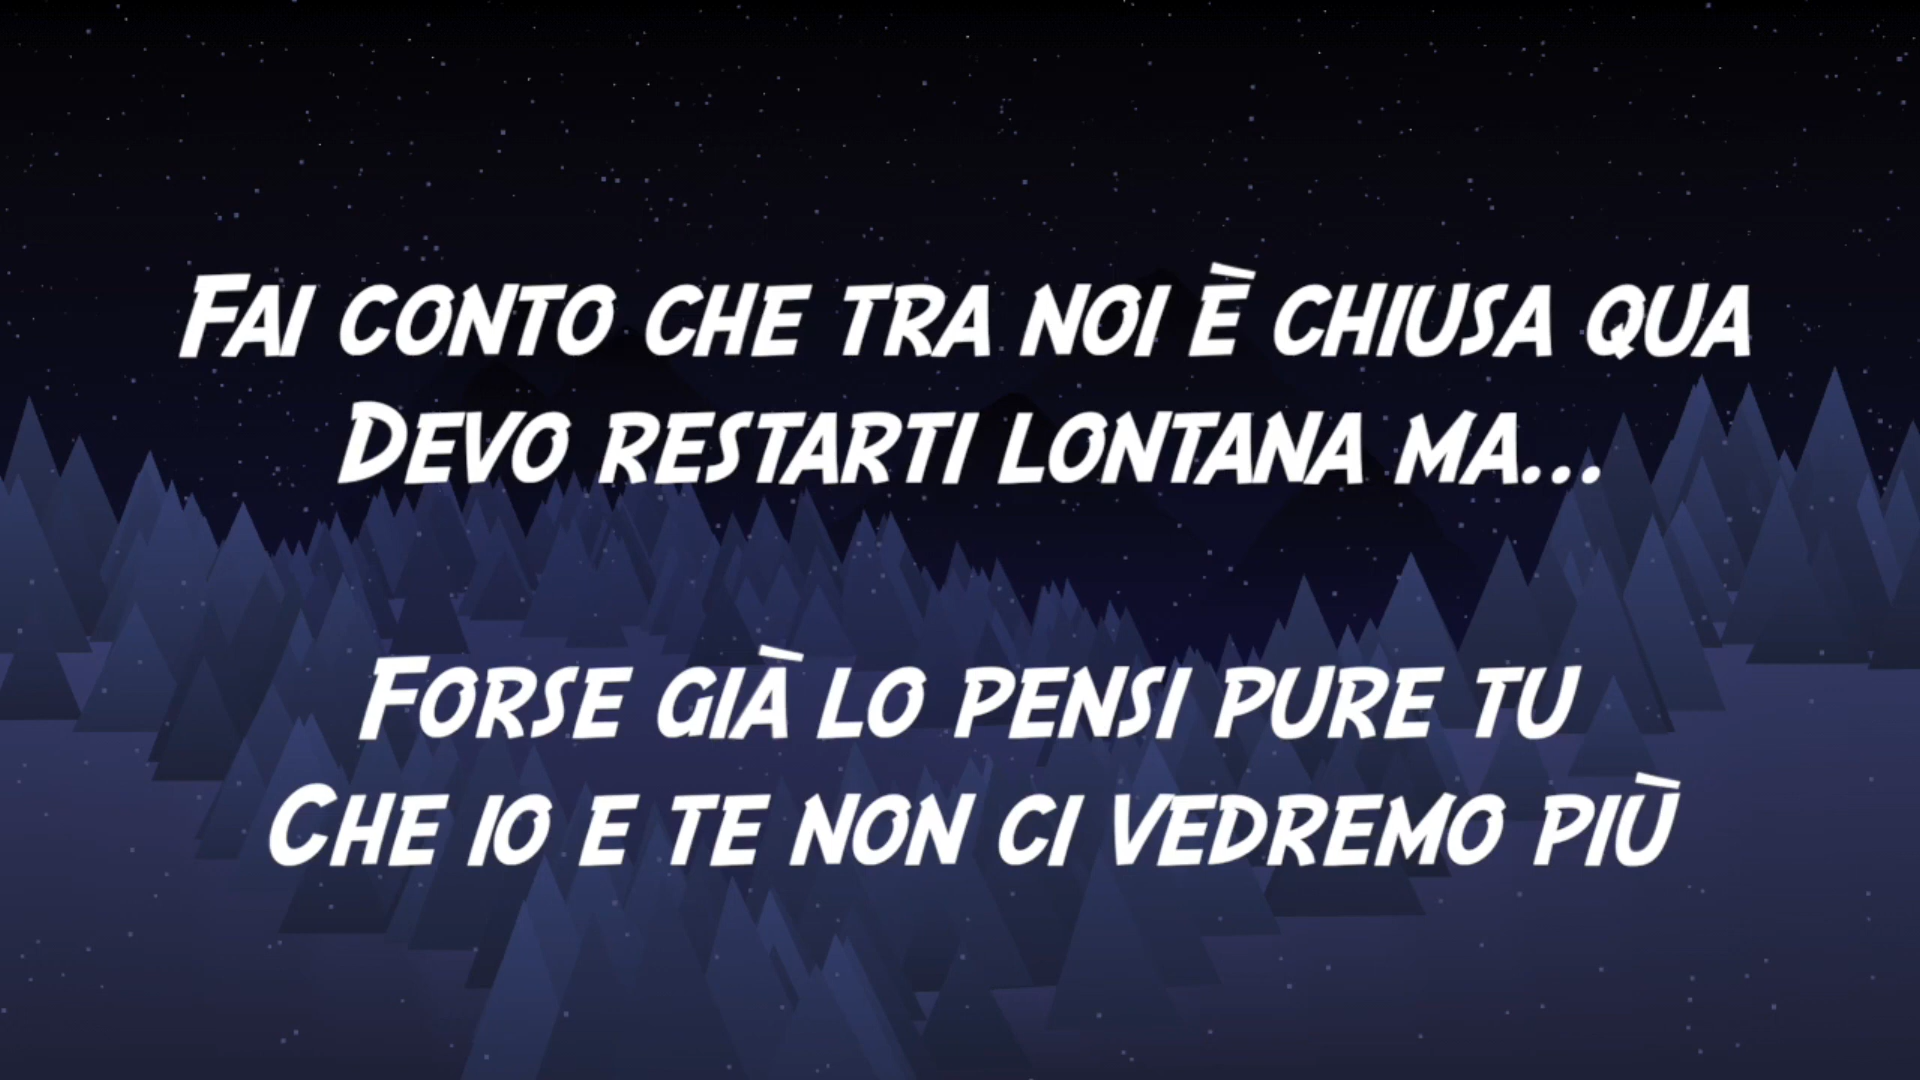 Fai conto che tra noi è chiusa qua
Devo restarti lontana ma...
Forse già lo pensi pure tu
Che io e te non ci vedremo più